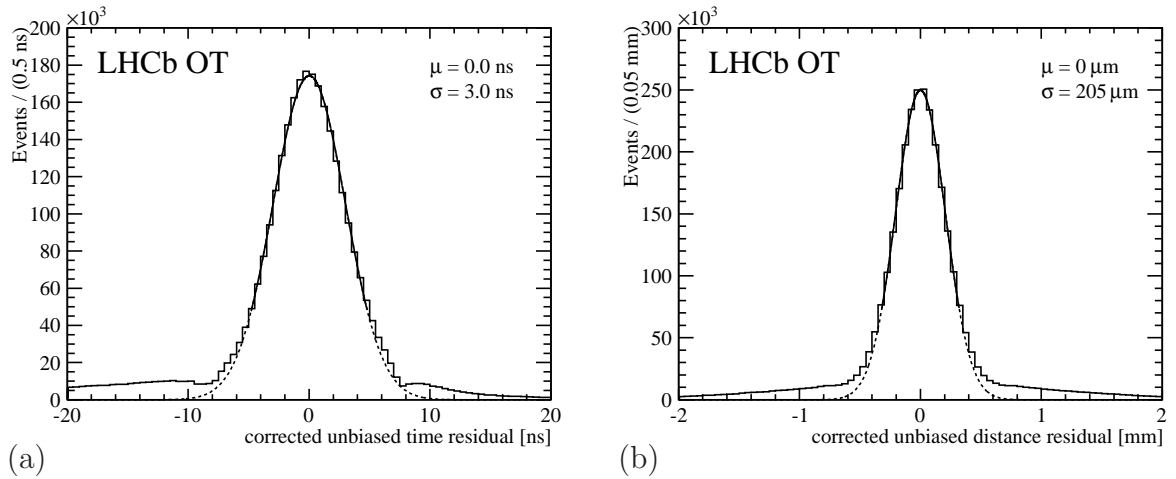 ×10³
200
180
160
140
120
100
80
60
40
20
0
-20
-10
0
10
20
Events / (0.5 ns)
LHCb OT
μ = 0.0 ns
σ = 3.0 ns
corrected unbiased time residual [ns]
(a)
×10³
300
250
200
150
100
50
0
-2
-1
0
1
2
Events / (0.05 mm)
LHCb OT
μ = 0 μm
σ = 205 μm
corrected unbiased distance residual [mm]
(b)